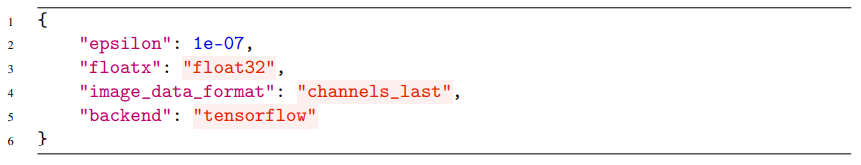 1 {
2     "epsilon": 1e-07,
3     "floatx": "float32",
4     "image_data_format": "channels_last",
5     "backend": "tensorflow"
6 }